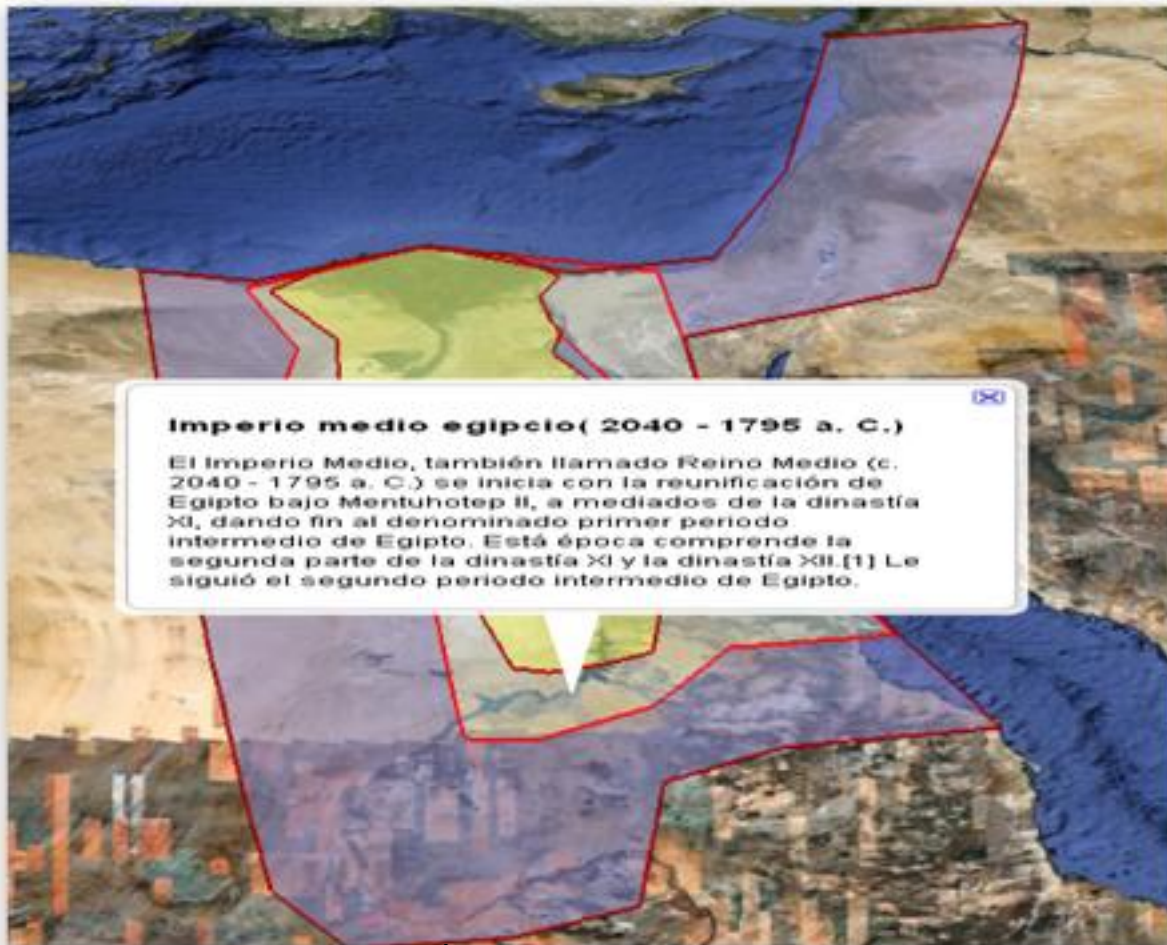 Imperio medio egipcio( 2040 - 1795 a. C.)
El Imperio Medio, también llamado Reino Medio (c.
2040 - 1795 a. C.) se inicia con la reunificación de
Egipto bajo Mentuhotep II, a mediados de la dinastía
XI, dando fin al denominado primer periodo
intermedio de Egipto. Está época comprende la
segunda parte de la dinastía XI y la dinastía XII.[1] Le
siguió el segundo periodo intermedio de Egipto.